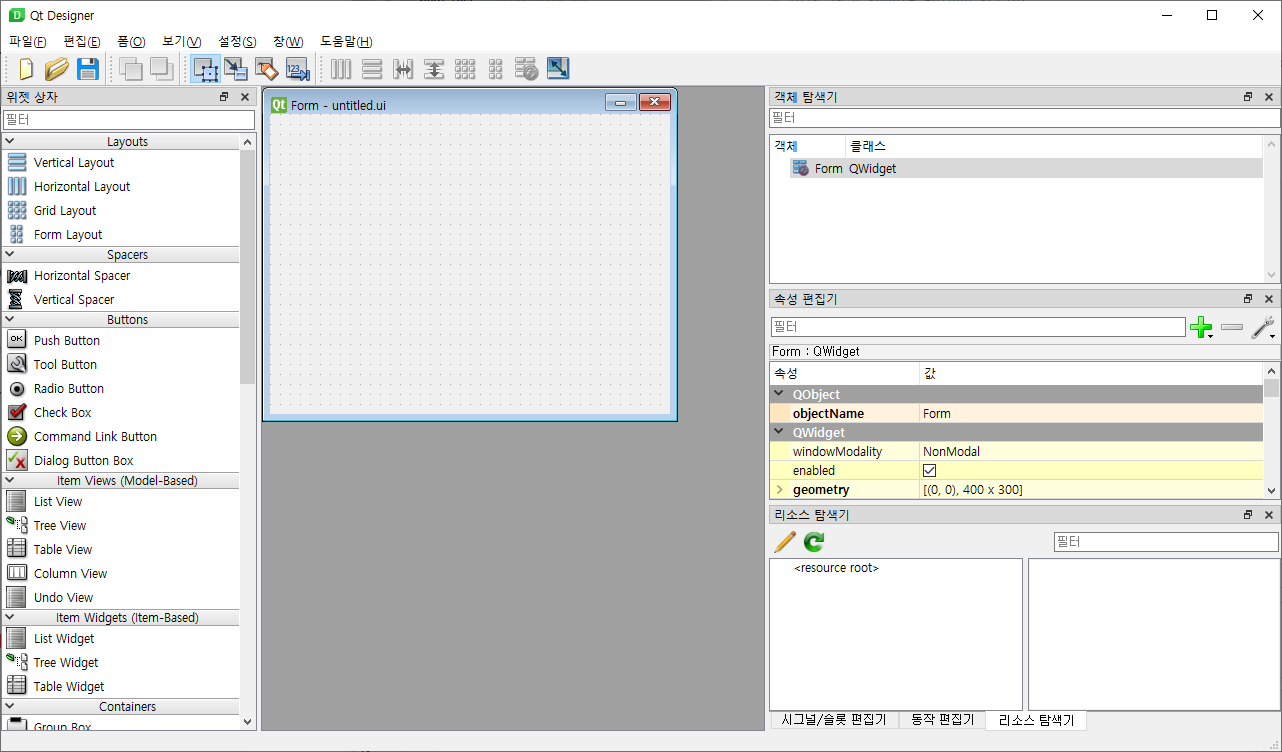 Qt Designer
파일(F) 편집(E) 폼(O) 보기(V) 설정(S) 창(W) 도움말(H)
위젯 상자
필터
Layouts
Vertical Layout
Horizontal Layout
Grid Layout
Form Layout
Spacers
Horizontal Spacer
Vertical Spacer
Buttons
OK
Push Button
Tool Button
Radio Button
Check Box
Command Link Button
Dialog Button Box
Item Views (Model-Based)
List View
Tree View
Table View
Column View
Undo View
Item Widgets (Item-Based)
List Widget
Tree Widget
Table Widget
Containers
Group Box
Qt Form - untitled.ui
객체 탐색기
필터
객체 클래스
Form QWidget
속성 편집기
필터
Form : QWidget
속성 값
QObject
objectName Form
QWidget
windowModality NonModal
enabled
geometry [(0, 0), 400 x 300]
리소스 탐색기
필터
<resource root>
시그널/슬롯 편집기 동작 편집기 리소스 탐색기